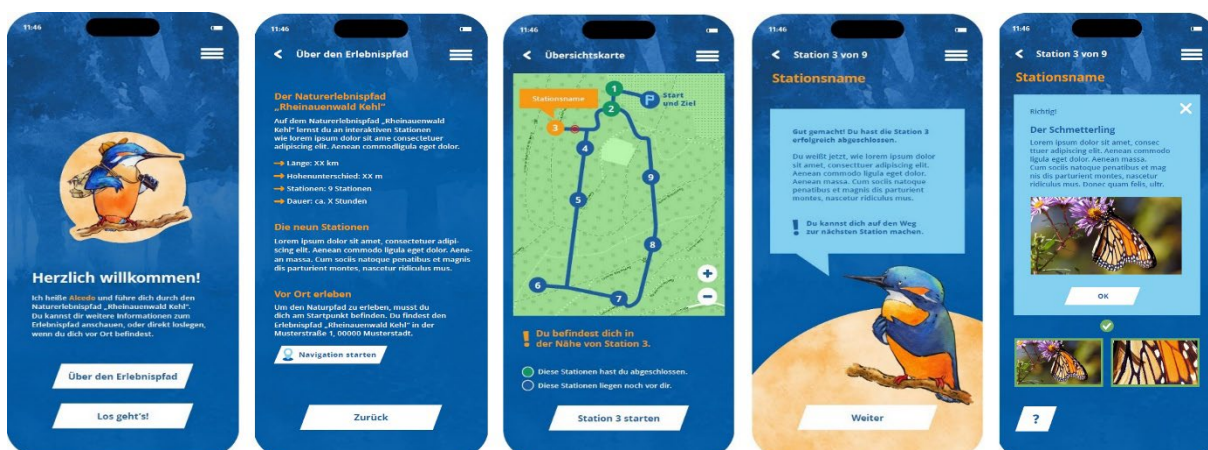 11:46
Herzlich willkommen!
Ich heiße Alcedo und führe dich durch den
Naturerlebnispfad „Rheinauenwald Kehl“.
Du kannst dir weitere Informationen zum
Erlebnispfad anschauen, oder direkt loslegen,
wenn du dich vor Ort befindest.
Über den Erlebnispfad
Los geht's!
11:46
Über den Erlebnispfad
Der Naturerlebnispfad
„Rheinauenwald Kehl“
Auf dem Naturerlebnispfad „Rheinauenwald
Kehl“ lernst du an interaktiven Stationen
wie lorem ipsum dolor sit ame consectetuer
adipiscing elit. Aenean commodligula eget dolor.
→ Länge: XX km
→ Hohenunterschied: XX m
→ Stationen: 9 Stationen
→ Dauer: ca. X Stunden
Die neun Stationen
Lorem ipsum dolor sit amet, consectetuer adipi-
scing elit. Aenean commodo ligula eget dolor. Aene-
an massa. Cum sociis natoque penatibus et magnis
dis parturient montes, nascetur ridiculus mus.
Vor Ort erleben
Um den Naturpfad zu erleben, musst du
dich am Startpunkt befinden. Du findest den
Erlebnispfad „Rheinauenwald Kehl“ in der
Musterstraße 1, 00000 Musterstadt.
Navigation starten
Zurück
11:46
Übersichtskarte
Stationsname
1
P
Start
und Ziel
2
3
4
9
5
8
6
7
+
−
! Du befindest dich in
der Nähe von Station 3.
Diese Stationen hast du abgeschlossen.
Diese Stationen liegen noch vor dir.
Station 3 starten
11:46
Station 3 von 9
Stationsname
Gut gemacht! Du hast die Station 3
erfolgreich abgeschlossen.
Du weißt jetzt, wie lorem ipsum dolor
sit amet, consecttuer adipiscing elit.
Aenean commodo ligula eget dolor.
Aenean massa. Cum sociis natoque
penatibus et magnis dis parturient
montes, nascetur ridiculus mus.
! Du kannst dich auf den Weg
zur nächsten Station machen.
Weiter
11:46
Station 3 von 9
Stationsname
Richtig!
Der Schmetterling
Lorem ipsum dolor sit amet, consec
ttuer adipiscing elit. Aenean commodo
ligula eget dolor. Aenean massa.
Cum sociis natoque penatibus et mag
nis dis parturient montes, nascetur
ridiculus mus. Donec quam felis, ultr.
OK
?